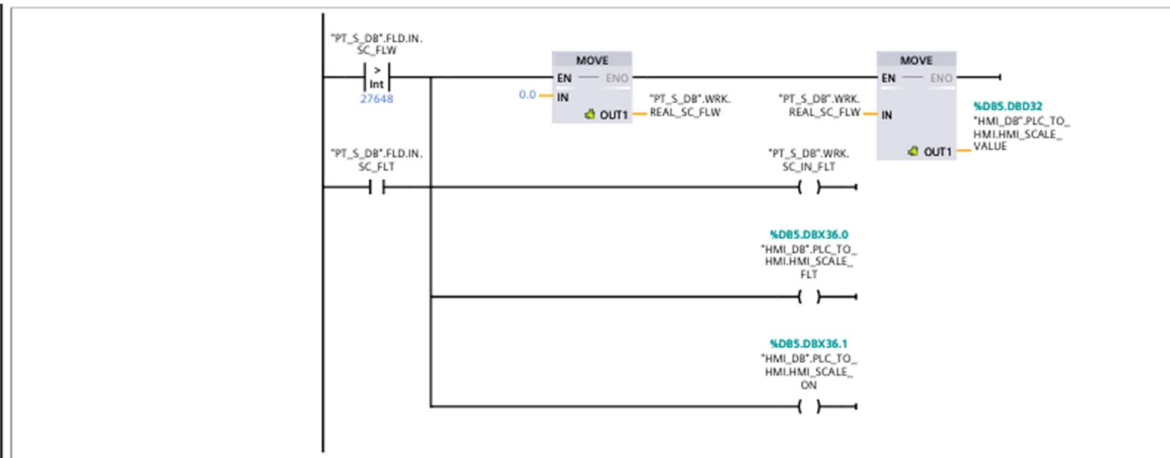 "PT_S_DB".FLD.IN.
SC_FLW
>
Int
27648
MOVE
EN ENO
0.0 IN
OUT1
"PT_S_DB".WRK.
REAL_SC_FLW
MOVE
EN ENO
"PT_S_DB".WRK.
REAL_SC_FLW
IN
OUT1
%DB5.DBD32
"HMI_DB".PLC_TO_
HMI.HMI_SCALE_
VALUE
"PT_S_DB".FLD.IN.
SC_FLT
"PT_S_DB".WRK.
SC_IN_FLT
%DB5.DBX36.0
"HMI_DB".PLC_TO_
HMI.HMI_SCALE_
FLT
%DB5.DBX36.1
"HMI_DB".PLC_TO_
HMI.HMI_SCALE_
ON